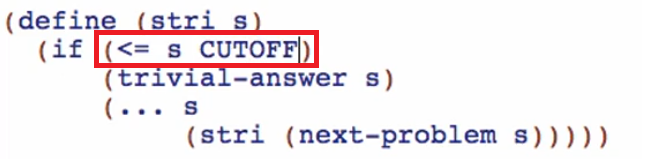 (define (stri s)
(if (<= s CUTOFF)
(trivial-answer s)
(... s
(stri (next-problem s)))))